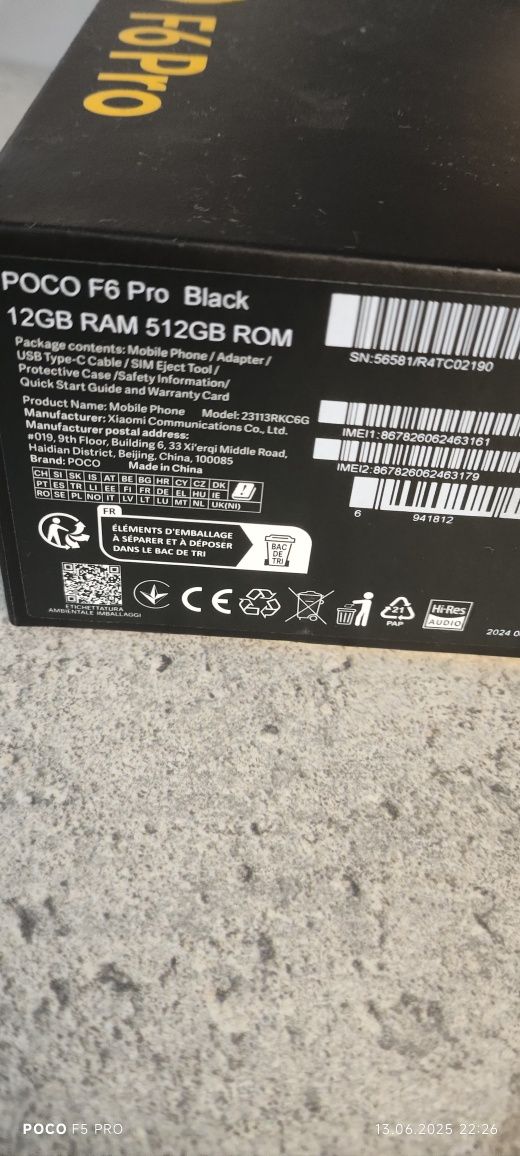 F6 Pro
POCO F6 Pro Black
12GB RAM 512GB ROM
Package contents: Mobile Phone / Adapter /
USB Type-C Cable / SIM Eject Tool /
Protective Case /Safety Information/
Quick Start Guide and Warranty Card
Product Name: Mobile Phone Model: 23113RKC6G
Manufacturer: Xiaomi Communications Co., Ltd.
Manufacturer postal address:
#019, 9th Floor, Building 6, 33 Xi'erqi Middle Road,
Haidian District, Beijing, China, 100085
Brand: POCO Made in China
SN:56581/R4TC02190
IMEI1:867826062463161
IMEI2:867826062463179
6 941812
CH SI SK IS AT BE BG HR CY CZ DK
PT ES TR LI EE FI FR DE EL HU IE
RO SE PL NO IT LV LT LU MT NL UK(NI)
FR
ÉLÉMENTS D'EMBALLAGE
À SÉPARER ET À DÉPOSER
DANS LE BAC DE TRI
BAC
DE
TRI
ETICHETTATURA
AMBIENTALE IMBALLAGGI
CE
21
PAP
Hi-Res
AUDIO
2024
POCO F5 PRO
13.06.2025 22:26